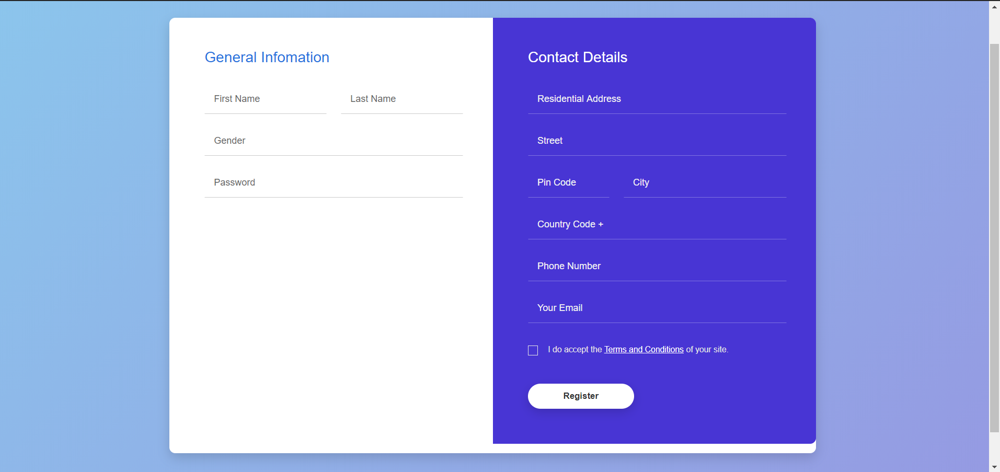 General Infomation
First Name
Last Name
Gender
Password
Contact Details
Residential Address
Street
Pin Code
City
Country Code +
Phone Number
Your Email
I do accept the Terms and Conditions of your site.
Register